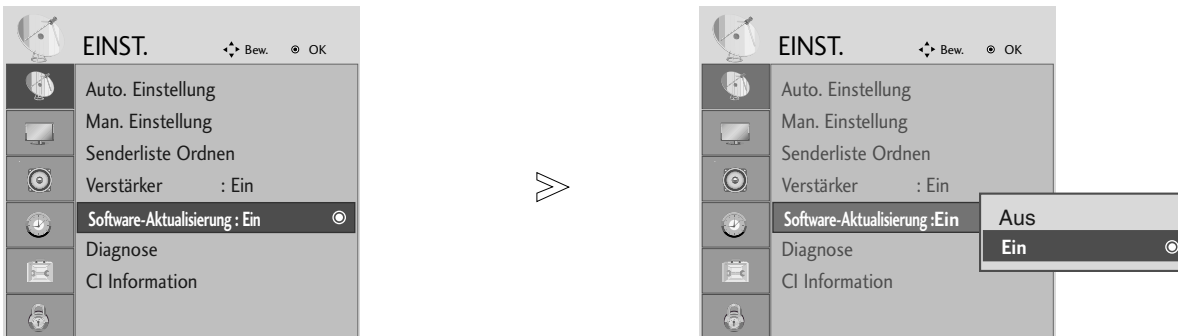 EINST. Bew. OK
Auto. Einstellung
Man. Einstellung
Senderliste Ordnen
Verstärker : Ein
Software-Aktualisierung : Ein
Diagnose
CI Information
EINST. Bew. OK
Auto. Einstellung
Man. Einstellung
Senderliste Ordnen
Verstärker : Ein
Software-Aktualisierung :Ein
Diagnose
CI Information
Aus
Ein